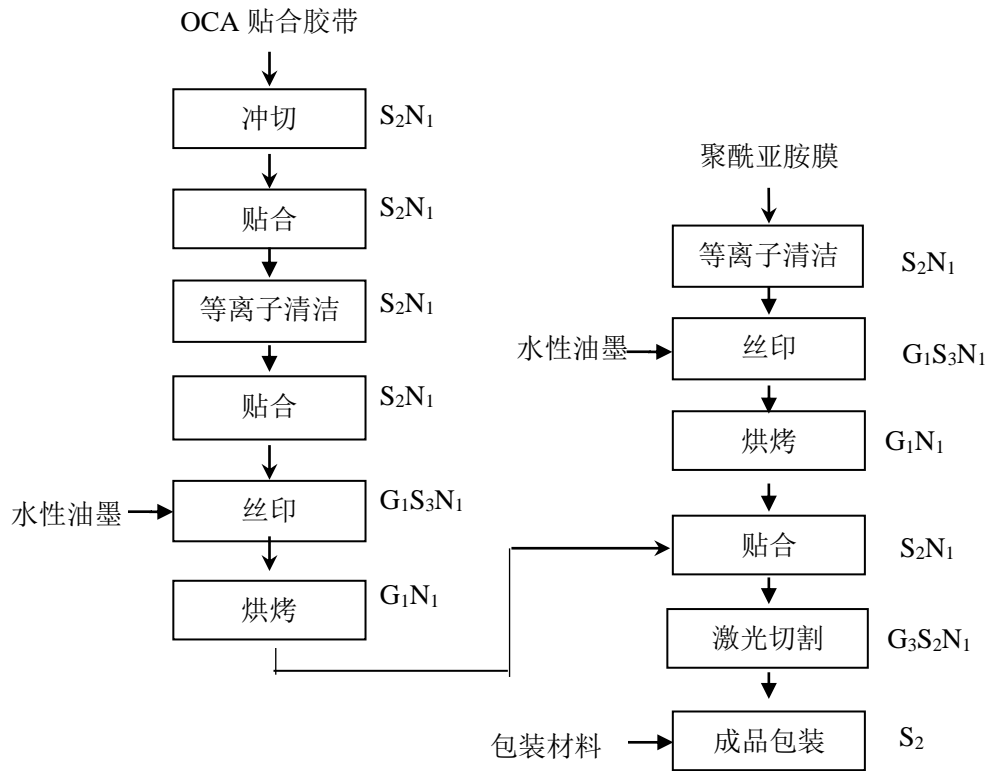 OCA 贴合胶带
冲切
S₂N₁
贴合
S₂N₁
等离子清洁
S₂N₁
贴合
S₂N₁
水性油墨
丝印
G₁S₃N₁
烘烤
G₁N₁
聚酰亚胺膜
等离子清洁
S₂N₁
水性油墨
丝印
G₁S₃N₁
烘烤
G₁N₁
贴合
S₂N₁
激光切割
G₃S₂N₁
包装材料
成品包装
S₂